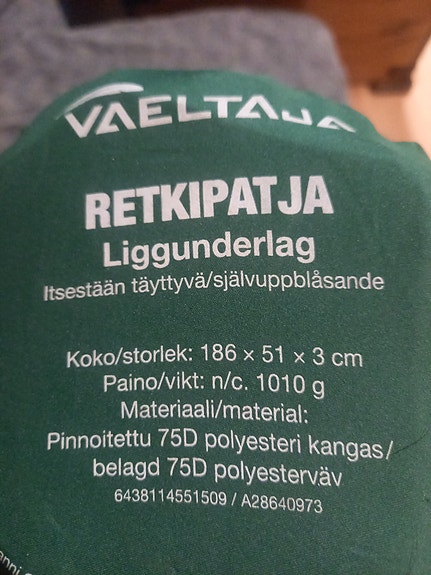 VAELTAJA
RETKIPATJA
Liggunderlag
Itsestään täyttyvä/självuppblåsande
Koko/storlek: 186 × 51 × 3 cm
Paino/vikt: n/c. 1010 g
Materiaali/material:
Pinnoitettu 75D polyesteri kangas/
belagd 75D polyesterväv
6438114551509 / A28640973